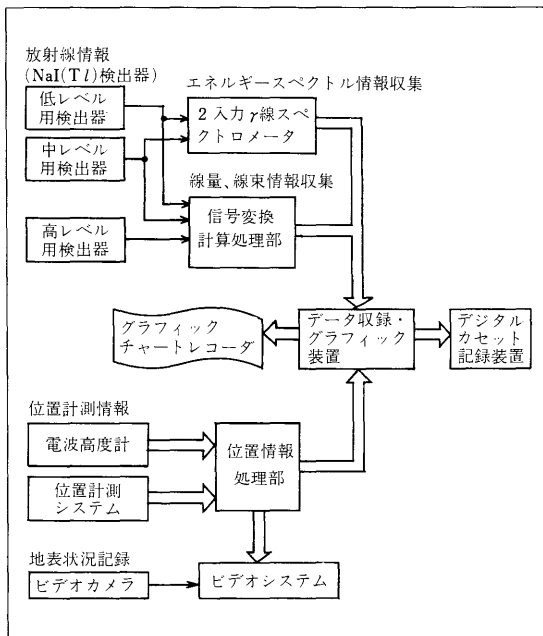 放射線情報
(NaI(Tl)検出器)
低レベル
用検出器
中レベル
用検出器
高レベル
用検出器
エネルギースペクトル情報収集
2入力γ線スペ
クトロメータ
線量、線束情報収集
信号変換
計算処理部
グラフィック
チャートレコーダ
データ収録・
グラフィック
装置
デジタル
カセット
記録装置
位置計測情報
電波高度計
位置計測
システム
位置情報
処理部
地表状況記録
ビデオカメラ
ビデオシステム